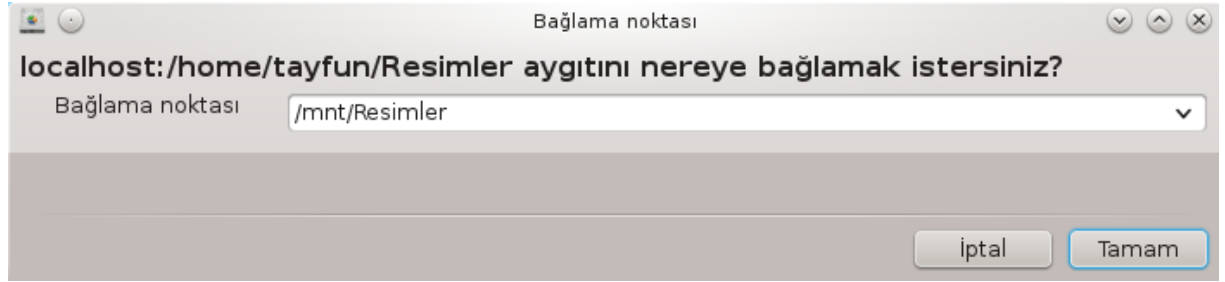 Bağlama noktası
localhost:/home/tayfun/Resimler aygıtını nereye bağlamak istersiniz?
Bağlama noktası /mnt/Resimler
İptal Tamam